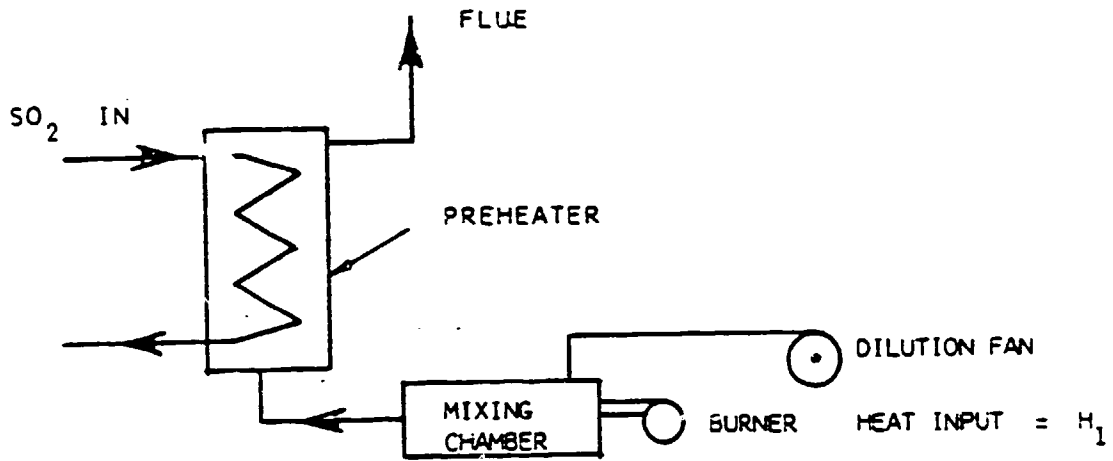 FLUE
SO₂ IN
PREHEATER
DILUTION FAN
MIXING
CHAMBER
BURNER HEAT INPUT = H₁